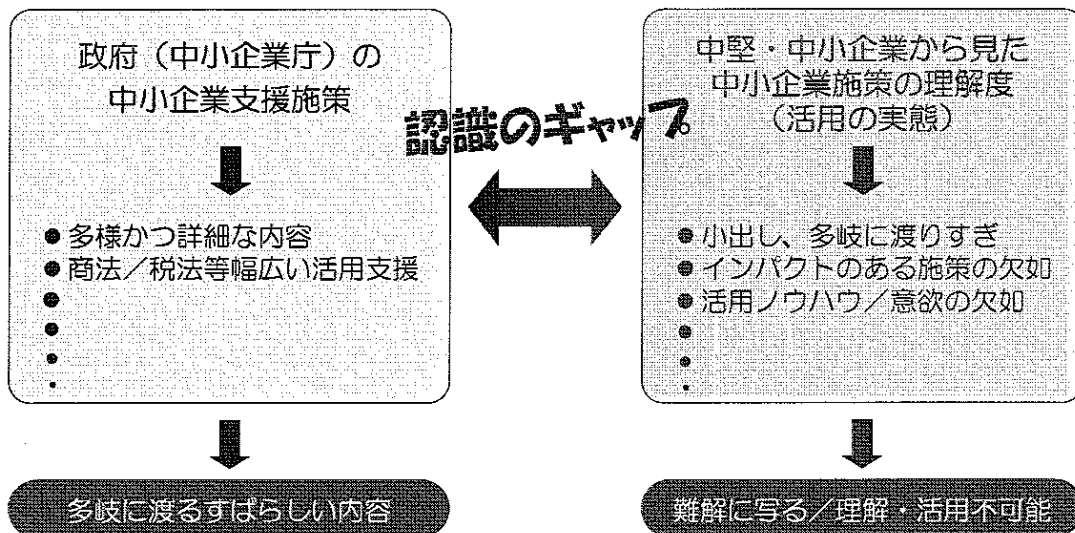 政府（中小企業庁）の
中小企業支援施策
●多様かつ詳細な内容
●商法／税法等幅広い活用支援
●
●
●
・
多岐に渡るすばらしい内容
認識のギャップ
中堅・中小企業から見た
中小企業施策の理解度
（活用の実態）
●小出し、多岐に渡りすぎ
●インパクトのある施策の欠如
●活用ノウハウ／意欲の欠如
●
●
・
難解に写る／理解・活用不可能